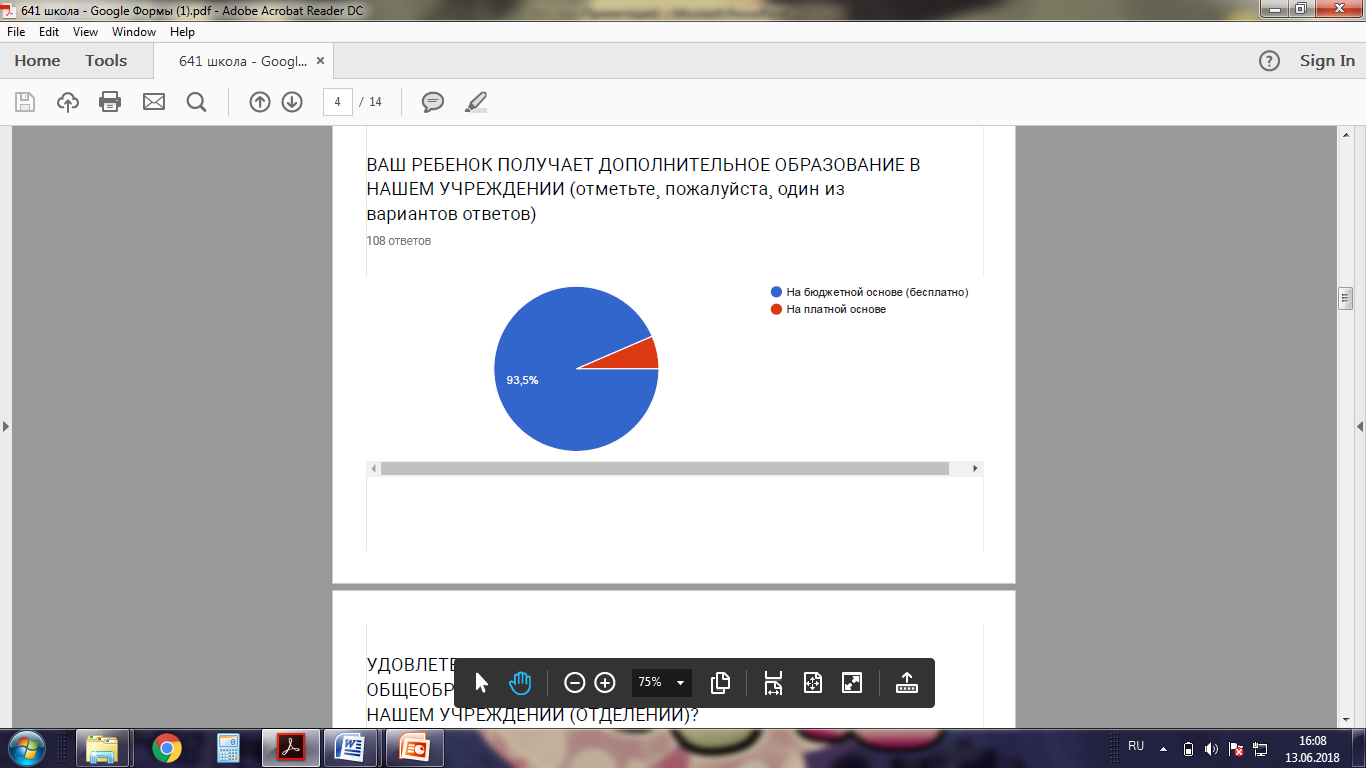 641 школа - Google Формы (1).pdf - Adobe Acrobat Reader DC
File Edit View Window Help
Home Tools 641 школа - Googl... × ? Sign In
4 / 14
ВАШ РЕБЕНОК ПОЛУЧАЕТ ДОПОЛНИТЕЛЬНОЕ ОБРАЗОВАНИЕ В
НАШЕМ УЧРЕЖДЕНИИ (отметьте, пожалуйста, один из
вариантов ответов)
108 ответов
На бюджетной основе (бесплатно)
На платной основе
93,5%
УДОВЛЕТВ
ОБЩЕОБР
75%
НАШЕМ УЧРЕЖДЕНИИ (ОТДЕЛЕНИИ)?
RU
16:08
13.06.2018